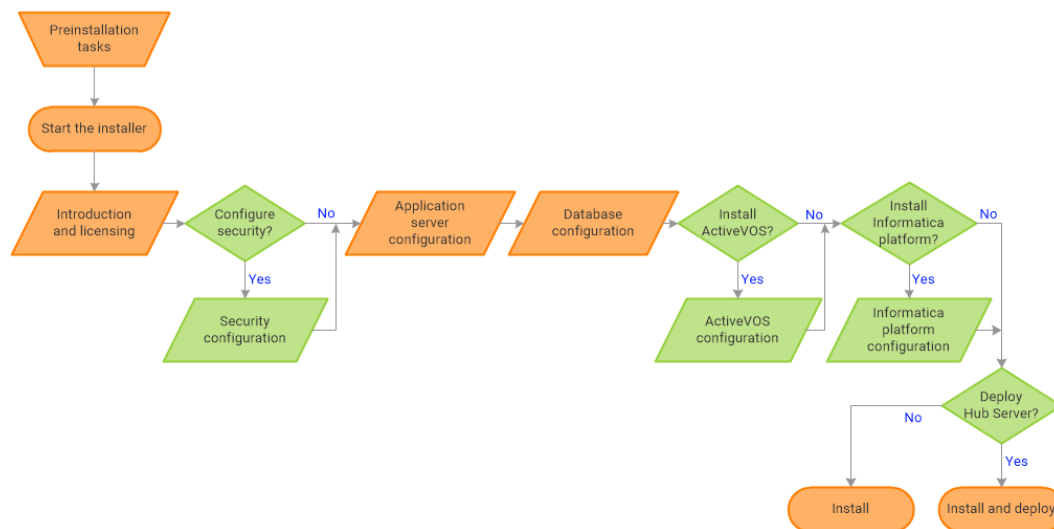 Preinstallation
tasks
Start the installer
Introduction
and licensing
Configure
security?
No
Yes
Security
configuration
Application
server
configuration
Database
configuration
Install
ActiveVOS?
No
Yes
ActiveVOS
configuration
Install
Informatica
platform?
No
Yes
Informatica
platform
configuration
Deploy
Hub Server?
No
Yes
Install
Install and deploy